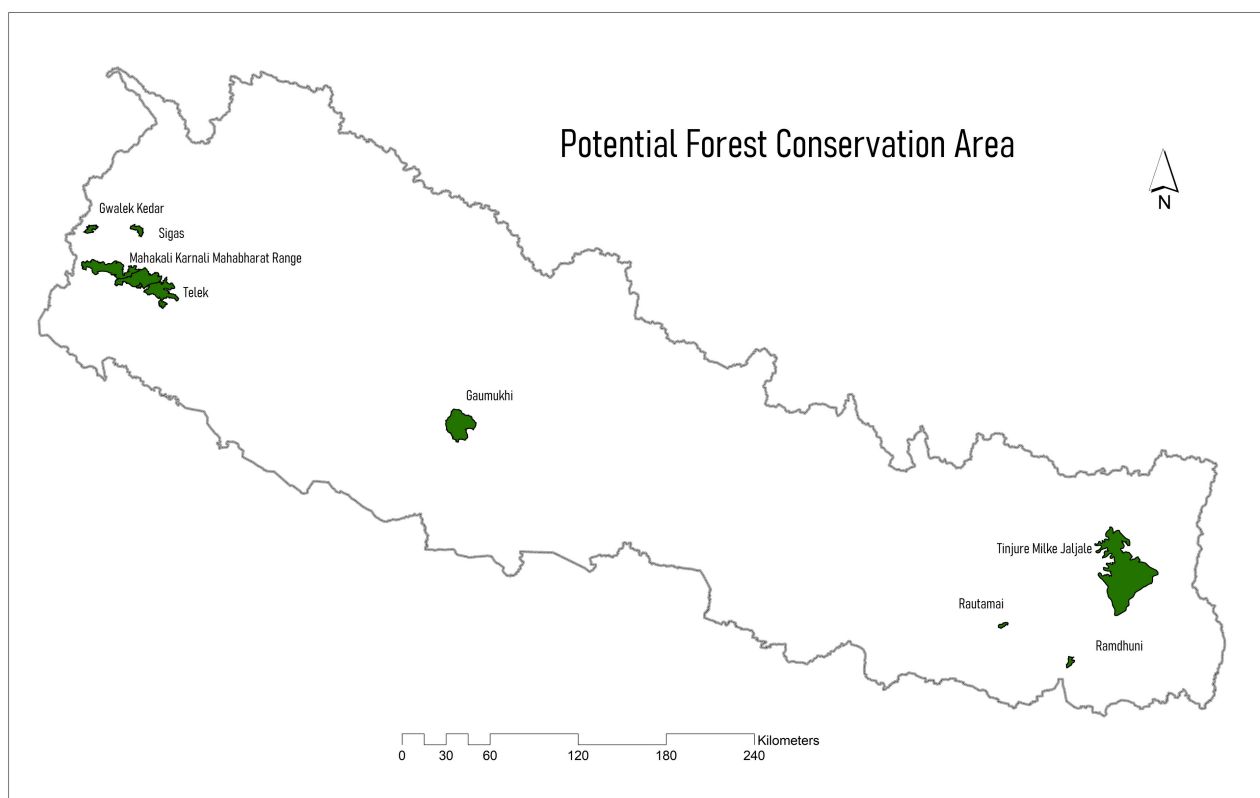 Potential Forest Conservation Area
N
Gwalek Kedar
Sigas
Mahakali Karnali Mahabharat Range
Telek
Gaumukhi
Tinjure Milke Jaljale
Rautamai
Ramdhuni
Kilometers
0 30 60 120 180 240